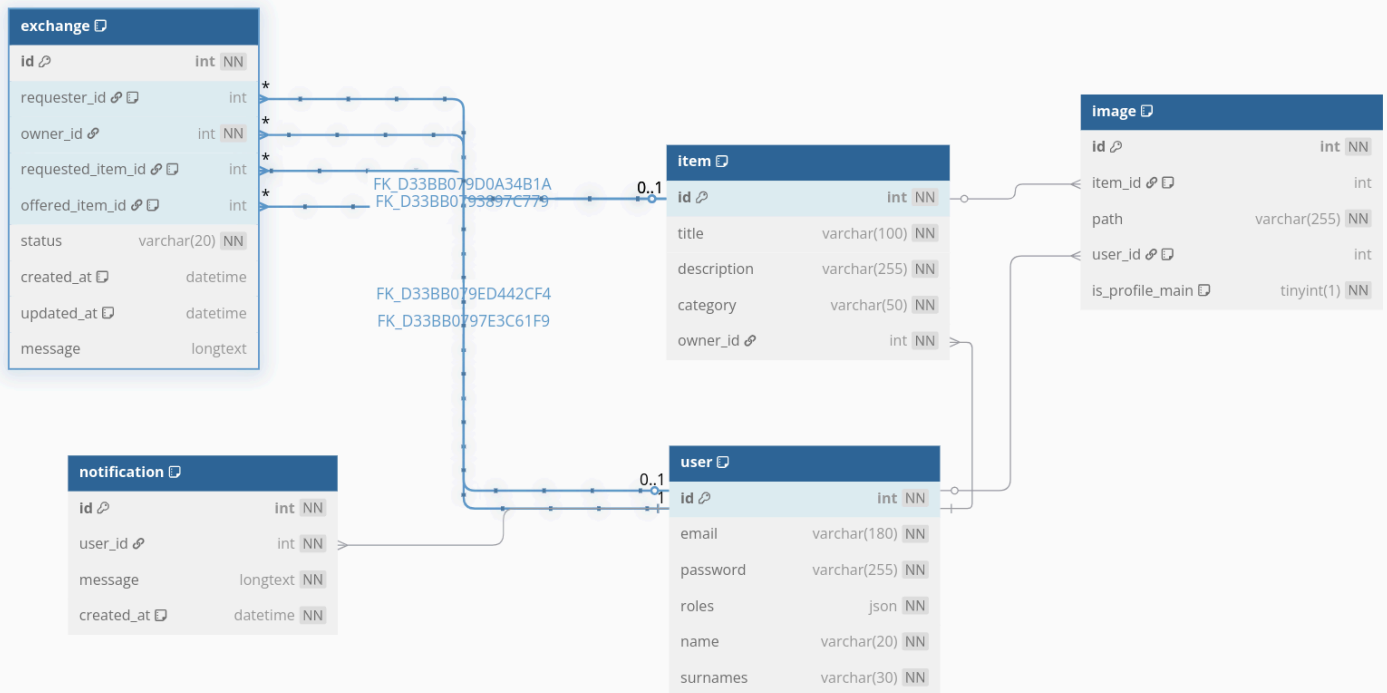 exchange
id int NN
requester_id int
owner_id int NN
requested_item_id int
offered_item_id int
status varchar(20) NN
created_at datetime
updated_at datetime
message longtext
*
*
*
*
FK_D33BB079D0A34B1A
FK_D33BB0793897C779
FK_D33BB079ED442CF4
FK_D33BB0797E3C61F9
0..1
item
id int NN
title varchar(100) NN
description varchar(255) NN
category varchar(50) NN
owner_id int NN
image
id int NN
item_id int
path varchar(255) NN
user_id int
is_profile_main tinyint(1) NN
notification
id int NN
user_id int NN
message longtext NN
created_at datetime NN
0..1
1
user
id int NN
email varchar(180) NN
password varchar(255) NN
roles json NN
name varchar(20) NN
surnames varchar(30) NN